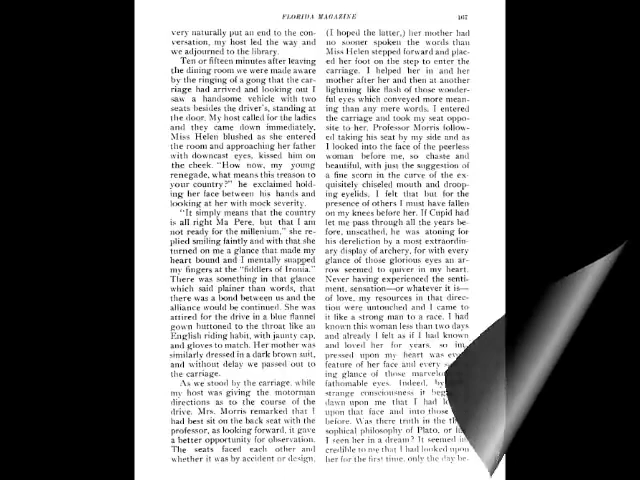 FLORIDA MAGAZINE 167
very naturally put an end to the con-
versation, my host led the way and
we adjourned to the library.
Ten or fifteen minutes after leaving
the dining room we were made aware
by the ringing of a gong that the car-
riage had arrived and looking out I
saw a handsome vehicle with two
seats besides the driver's, standing at
the door. My host called for the ladies
and they came down immediately.
Miss Helen blushed as she entered
the room and approaching her father
with downcast eyes, kissed him on
the cheek. "How now, my young
renegade, what means this treason to
your country?" he exclaimed hold-
ing her face between his hands and
looking at her with mock severity.
"It simply means that the country
is all right Ma Pere, but that I am
not ready for the millenium," she re-
plied smiling faintly and with that she
turned on me a glance that made my
heart bound and I mentally snapped
my fingers at the "fiddlers of Ironia."
There was something in that glance
which said plainer than words, that
there was a bond between us and the
alliance would be continued. She was
attired for the drive in a blue flannel
gown buttoned to the throat like an
English riding habit, with jaunty cap,
and gloves to match. Her mother was
similarly dressed in a dark brown suit,
and without delay we passed out to
the carriage.
As we stood by the carriage, while
my host was giving the motorman
directions as to the course of the
drive, Mrs. Morris remarked that I
had best sit on the back seat with the
professor, as looking forward, it gave
a better opportunity for observation.
The seats faced each other and
whether it was by accident or design,
(I hoped the latter,) her mother had
no sooner spoken the words than
Miss Helen stepped forward and plac-
ed her foot on the step to enter the
carriage. I helped her in and her
mother after her and then at another
lightning like flash of those wonder-
ful eyes which conveyed more mean-
ing than any mere words. I entered
the carriage and took my seat oppo-
site to her, Professor Morris follow-
ed taking his seat by my side and as
I looked into the face of the peerless
woman before me, so chaste and
beautiful, with just the suggestion of
a fine scorn in the curve of the ex-
quisitely chiseled mouth and droop-
ing eyelids, I felt that but for the
presence of others I must have fallen
on my knees before her. If Cupid had
let me pass through all the years be-
fore, unscathed, he was atoning for
his dereliction by a most extraordin-
ary display of archery, for with every
glance of those glorious eyes an ar-
row seemed to quiver in my heart.
Never having experienced the senti-
ment, sensation—or whatever it is—
of love, my resources in that direc-
tion were untouched and I came to
it like a strong man to a race. I had
known this woman less than two days
and already I felt as if I had known
and loved her for years, so im-
pressed upon my heart was
feature of her face and every
ing glance of those
fathomable eyes. Indeed,
strange consciousness it
dawn upon me that I had
upon that face and into those
before. Was there truth in the
sophical philosophy of Plato, or
I seen her in a dream? It seemed
credible to me that I had looked upon
her for the first time, only the day be-